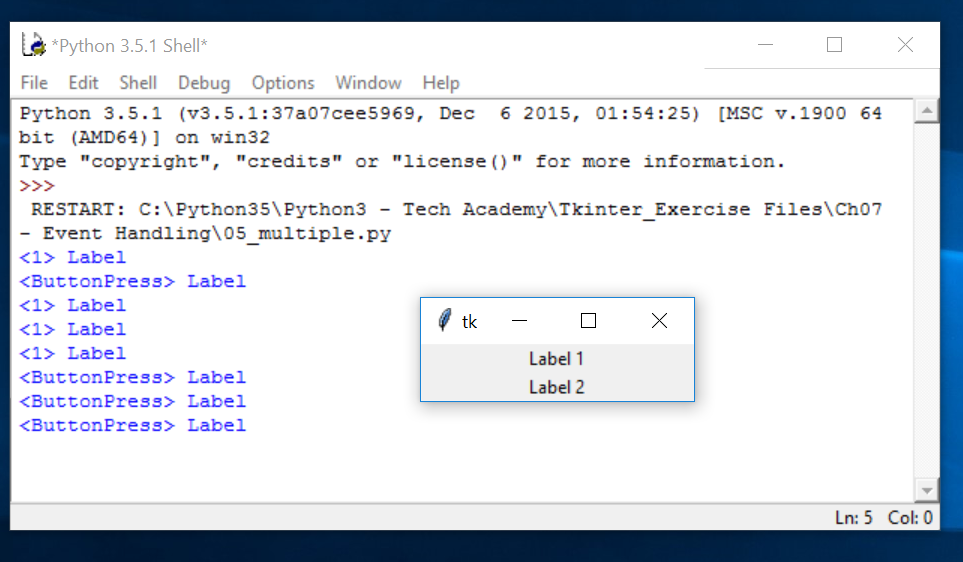 *Python 3.5.1 Shell*
File Edit Shell Debug Options Window Help
Python 3.5.1 (v3.5.1:37a07cee5969, Dec  6 2015, 01:54:25) [MSC v.1900 64
bit (AMD64)] on win32
Type "copyright", "credits" or "license()" for more information.
>>>
 RESTART: C:\Python35\Python3 - Tech Academy\Tkinter_Exercise Files\Ch07
- Event Handling\05_multiple.py
<1> Label
<ButtonPress> Label
<1> Label
<1> Label
<1> Label
<ButtonPress> Label
<ButtonPress> Label
<ButtonPress> Label
tk
Label 1
Label 2
Ln: 5 Col: 0